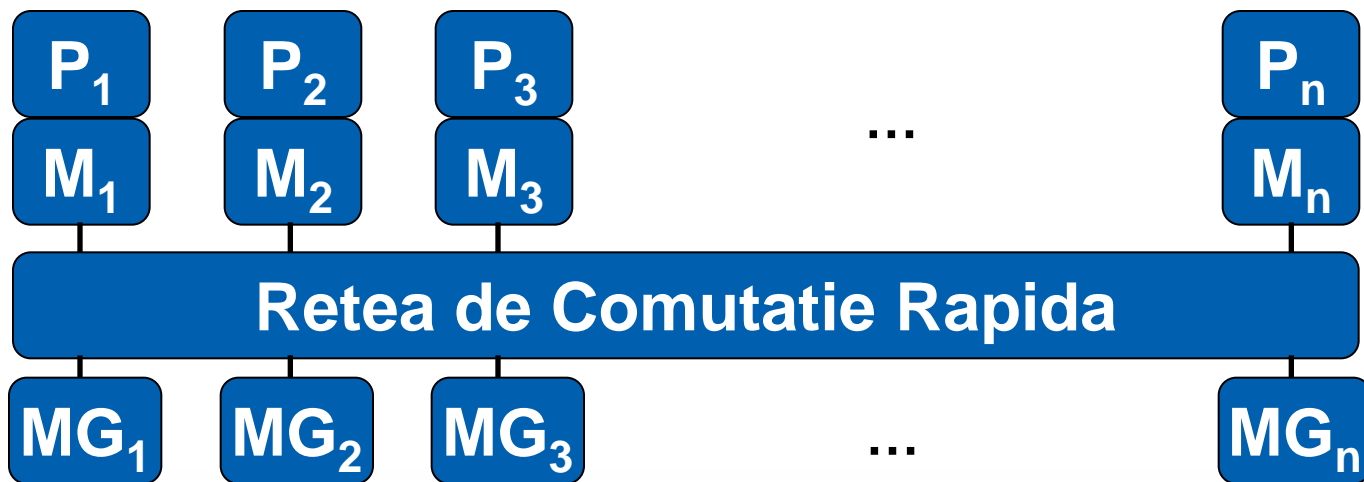 P1 P2 P3 Pn
...
M1 M2 M3 Mn
Retea de Comutatie Rapida
MG1 MG2 MG3 ... MGn